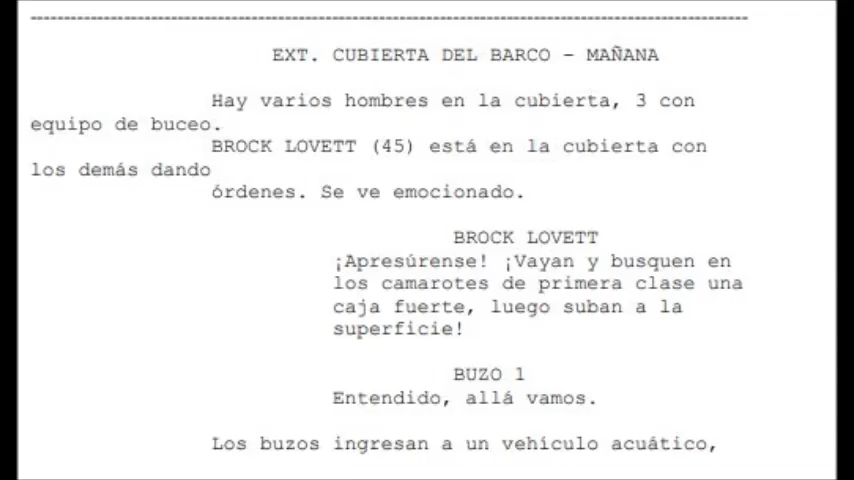 EXT. CUBIERTA DEL BARCO – MAÑANA
Hay varios hombres en la cubierta, 3 con
equipo de buceo.
BROCK LOVETT (45) está en la cubierta con
los demás dando
órdenes. Se ve emocionado.
BROCK LOVETT
¡Apresúrense! ¡Vayan y busquen en
los camarotes de primera clase una
caja fuerte, luego suban a la
superficie!
BUZO 1
Entendido, allá vamos.
Los buzos ingresan a un vehículo acuático,